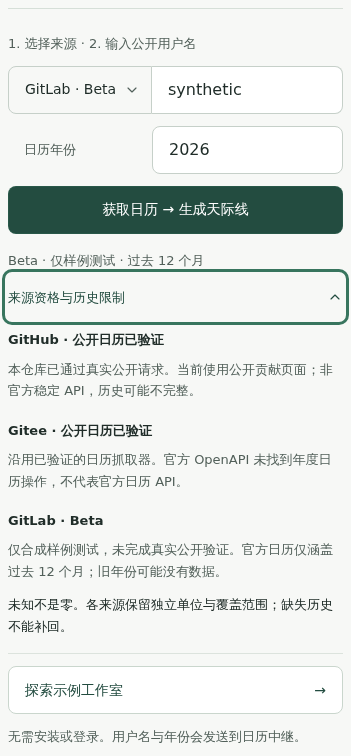 1. 选择来源 · 2. 输入公开用户名
GitLab · Beta
synthetic
日历年份
2026
获取日历 → 生成天际线
Beta · 仅样例测试 · 过去 12 个月
来源资格与历史限制
GitHub · 公开日历已验证
本仓库已通过真实公开请求。当前使用公开贡献页面；非
官方稳定 API，历史可能不完整。
Gitee · 公开日历已验证
沿用已验证的日历抓取器。官方 OpenAPI 未找到年度日
历操作，不代表官方日历 API。
GitLab · Beta
仅合成样例测试，未完成真实公开验证。官方日历仅涵盖
过去 12 个月；旧年份可能没有数据。
未知不是零。各来源保留独立单位与覆盖范围；缺失历史
不能补回。
探索示例工作室 →
无需安装或登录。用户名与年份会发送到日历中继。